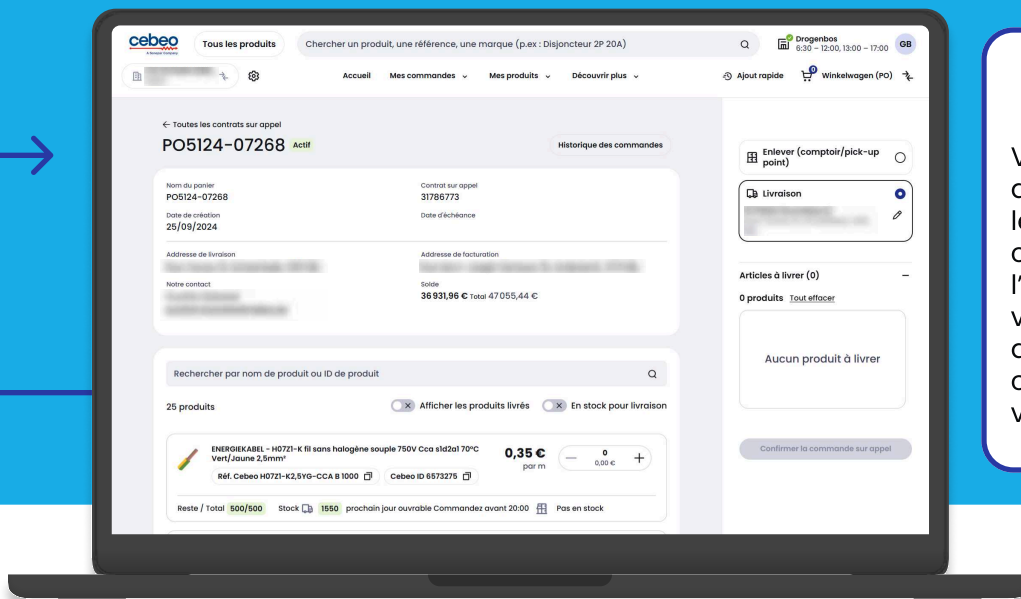 cebeo
Tous les produits
Chercher un produit, une référence, une marque (p.ex : Disjoncteur 2P 20A)
Drogenbos
6:30 – 12:00, 13:00 – 17:00
GB
Accueil
Mes commandes
Mes produits
Découvrir plus
Ajout rapide
0
Winkelwagen (PO)
← Toutes les contrats sur appel
PO5124-07268 Actif
Historique des commandes
Nom du panier
PO5124-07268
Contrat sur appel
31786773
Date de création
25/09/2024
Date d'échéance
Addresse de livraison
Addresse de facturation
Notre contact
Solde
36 931,96 € Total 47 055,44 €
Rechercher par nom de produit ou ID de produit
25 produits
Afficher les produits livrés
En stock pour livraison
ENERGIEKABEL - H07Z1-K fil sans halogène souple 750V Cca s1d2a1 70°C
Vert/Jaune 2,5mm²
Réf. Cebeo H07Z1-K2,5YG-CCA B 1000
Cebeo ID 6573275
0,35 €
par m
— 0 +
0,00 €
Reste / Total 500/500 Stock 1550 prochain jour ouvrable Commandez avant 20:00 Pas en stock
Enlever (comptoir/pick-up
point)
Livraison
Articles à livrer (0) –
0 produits Tout effacer
Aucun produit à livrer
Confirmer la commande sur appel